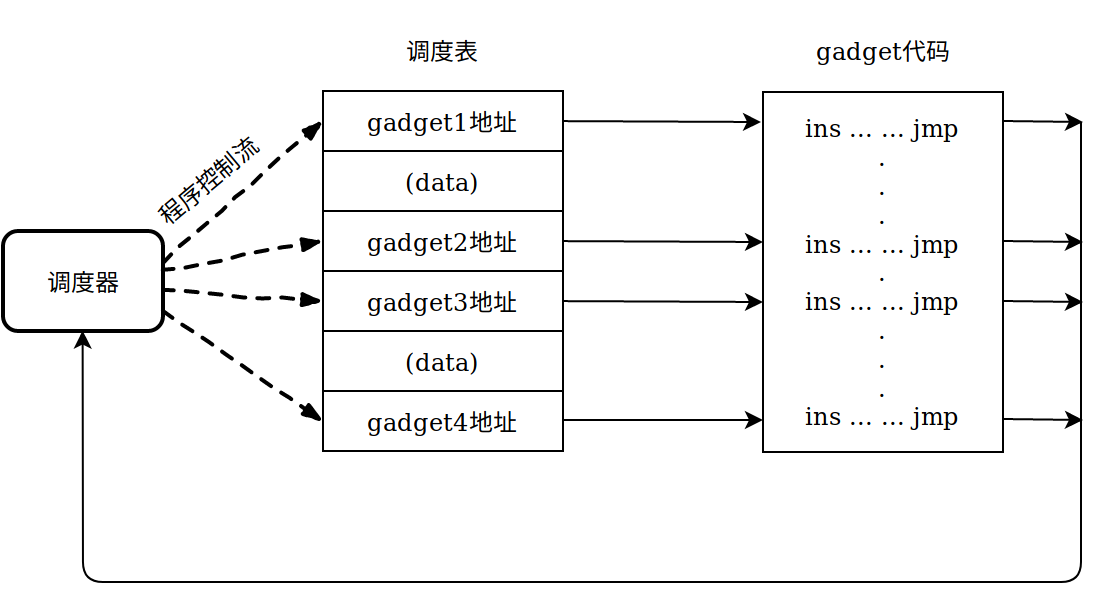 调度表
gadget代码
程序控制流
调度器
gadget1地址
(data)
gadget2地址
gadget3地址
(data)
gadget4地址
ins ... ... jmp
.
.
.
ins ... ... jmp
.
ins ... ... jmp
.
.
.
ins ... ... jmp